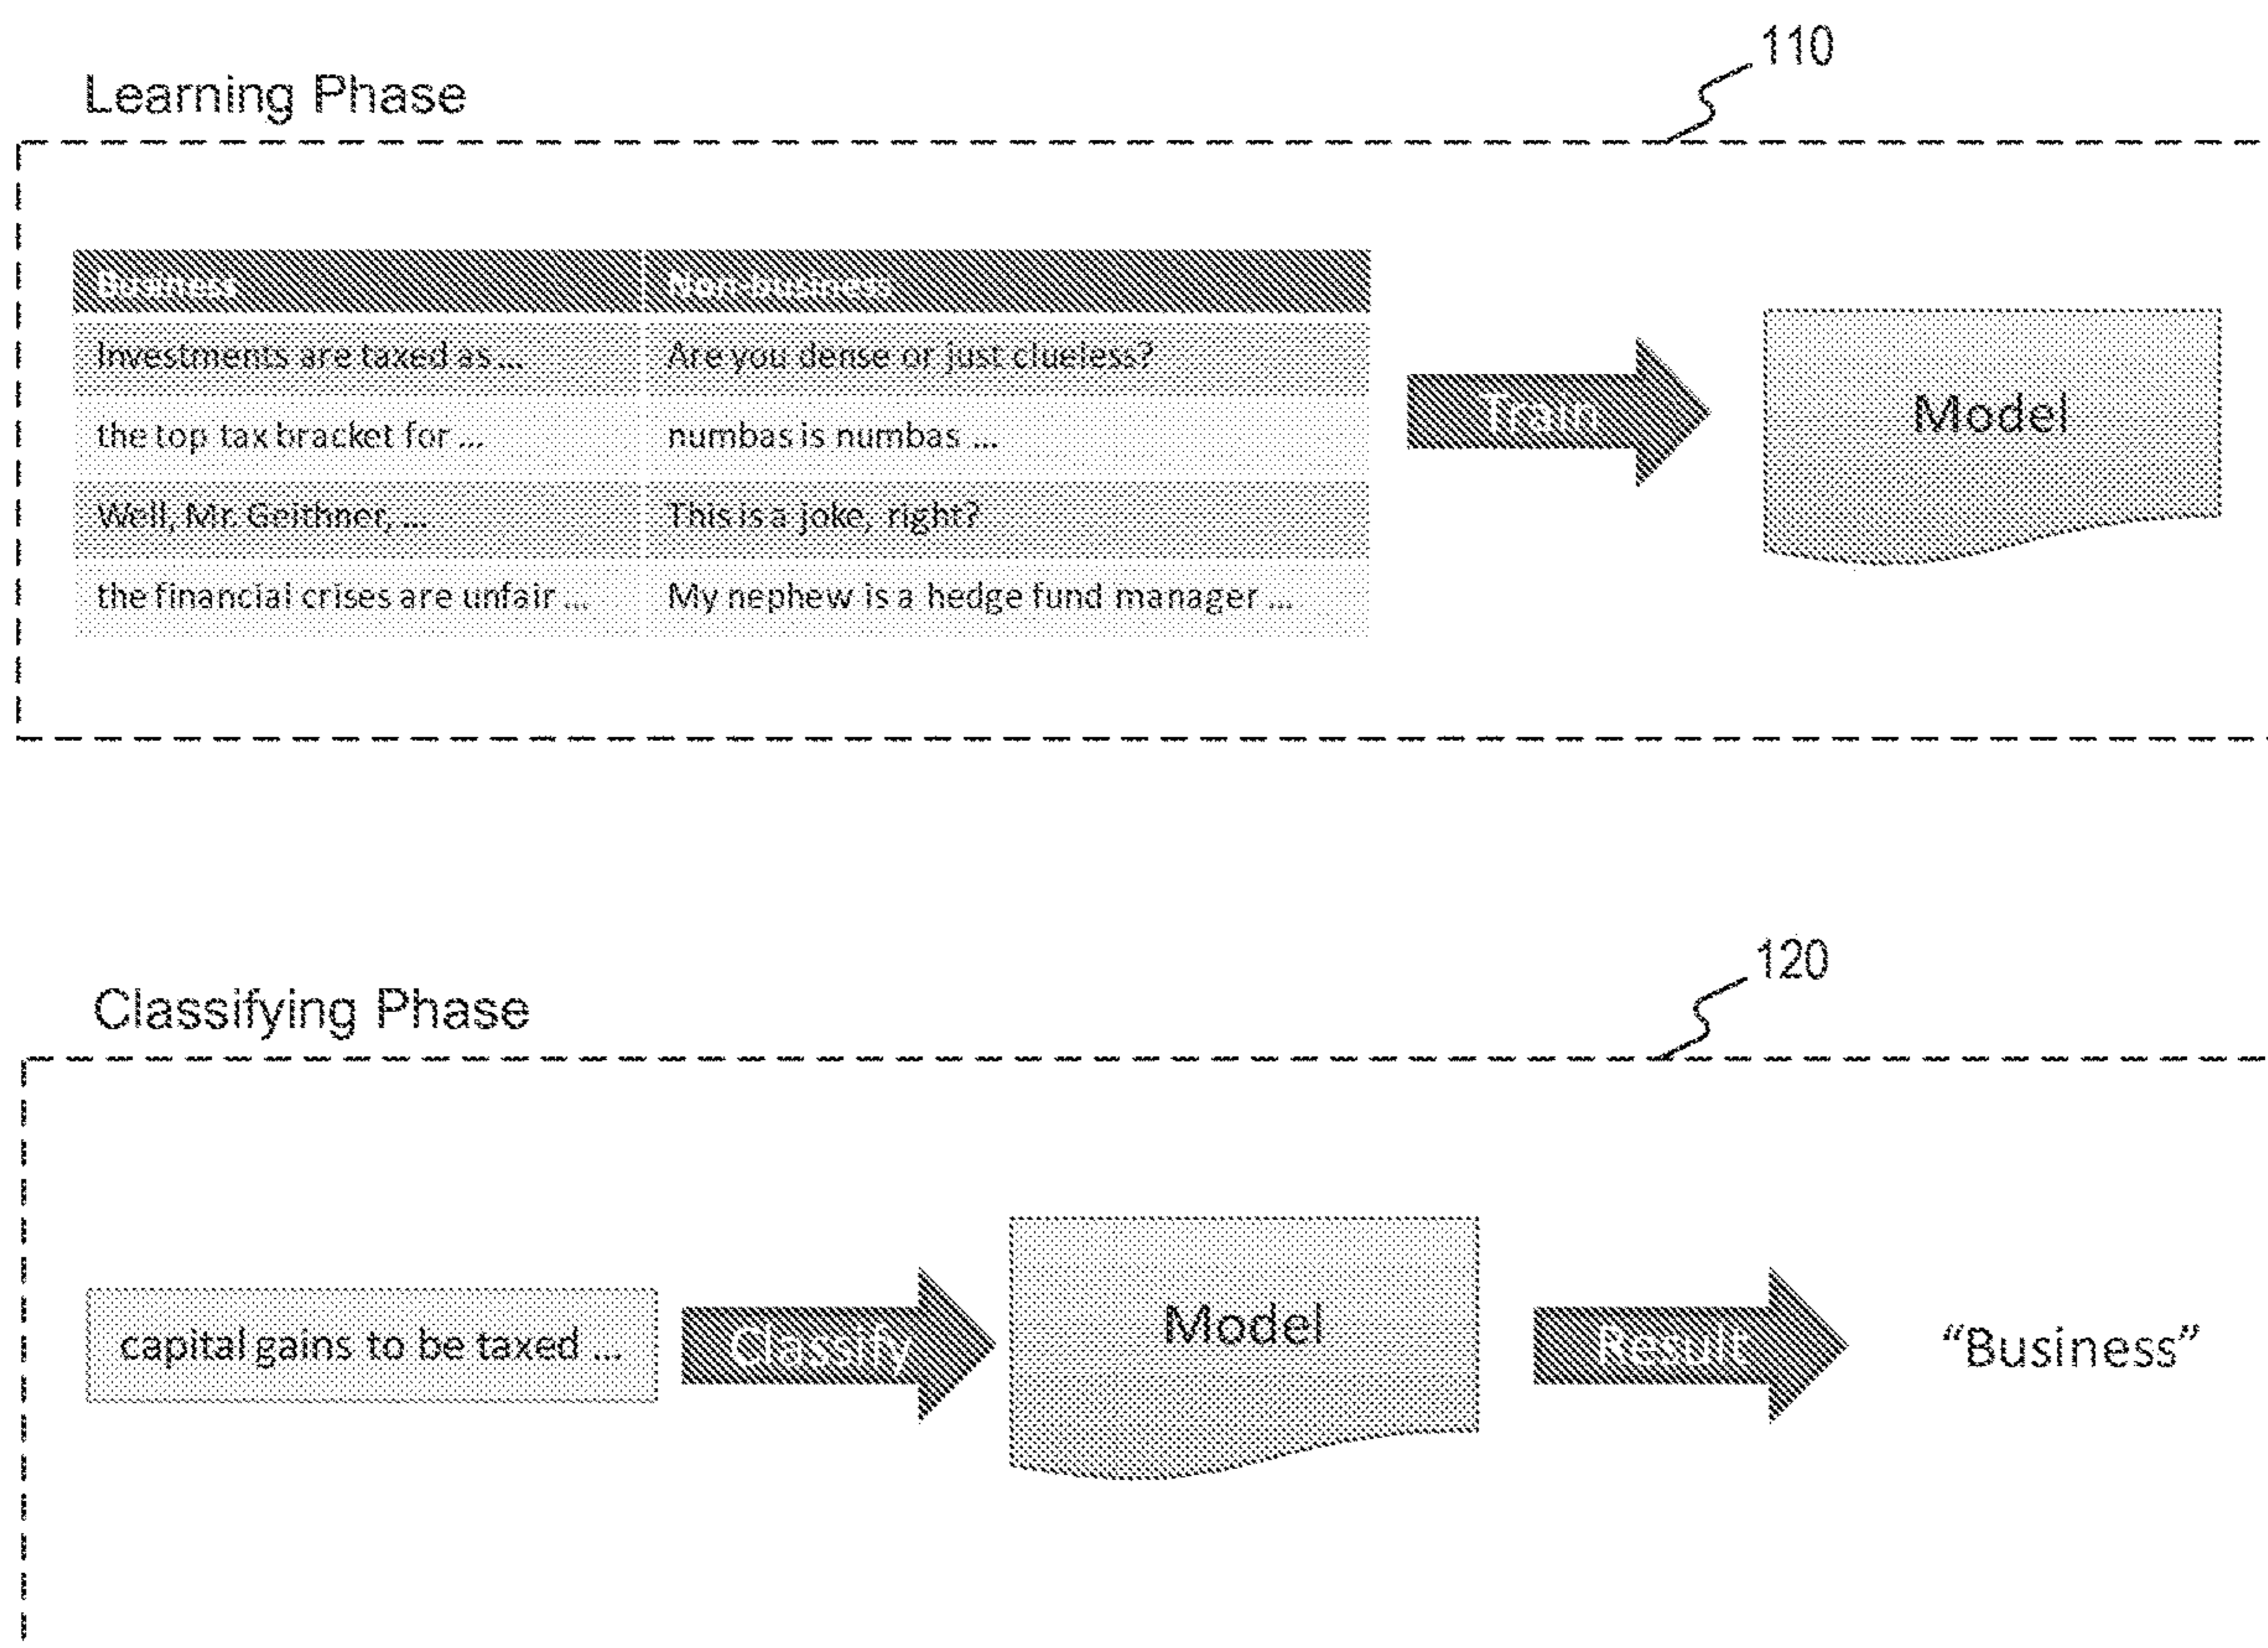 110
Learning Phase
Business Non-business
Investments are taxed as ... Are you dense or just clueless?
the top tax bracket for ... numbas is numbas ...
Well, Mr. Geithner, ... This is a joke, right?
the financial crises are unfair ... My nephew is a hedge fund manager ...
Train
Model
120
Classifying Phase
capital gains to be taxed ...
Classify
Model
Result
“Business”